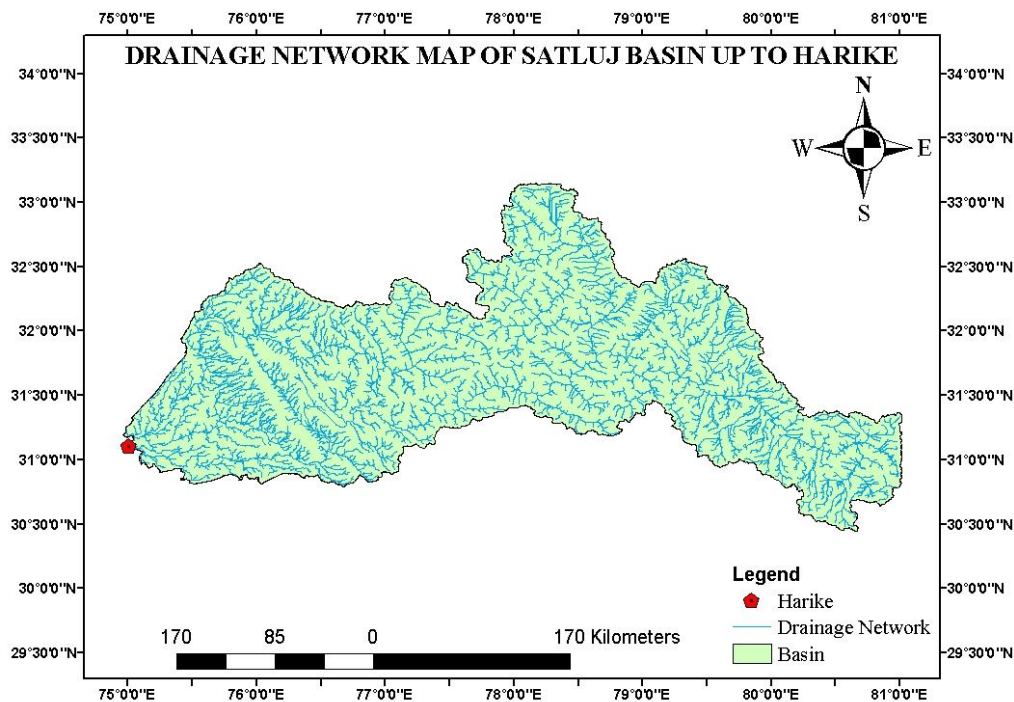 75°0'0"E 76°0'0"E 77°0'0"E 78°0'0"E 79°0'0"E 80°0'0"E 81°0'0"E
DRAINAGE NETWORK MAP OF SATLUJ BASIN UP TO HARIKE
34°0'0"N 34°0'0"N
N
33°30'0"N 33°30'0"N
W E
33°0'0"N 33°0'0"N
S
32°30'0"N 32°30'0"N
32°0'0"N 32°0'0"N
31°30'0"N 31°30'0"N
31°0'0"N 31°0'0"N
30°30'0"N 30°30'0"N
30°0'0"N 30°0'0"N
Legend
Harike
Drainage Network
Basin
170 85 0 170 Kilometers
29°30'0"N 29°30'0"N
75°0'0"E 76°0'0"E 77°0'0"E 78°0'0"E 79°0'0"E 80°0'0"E 81°0'0"E